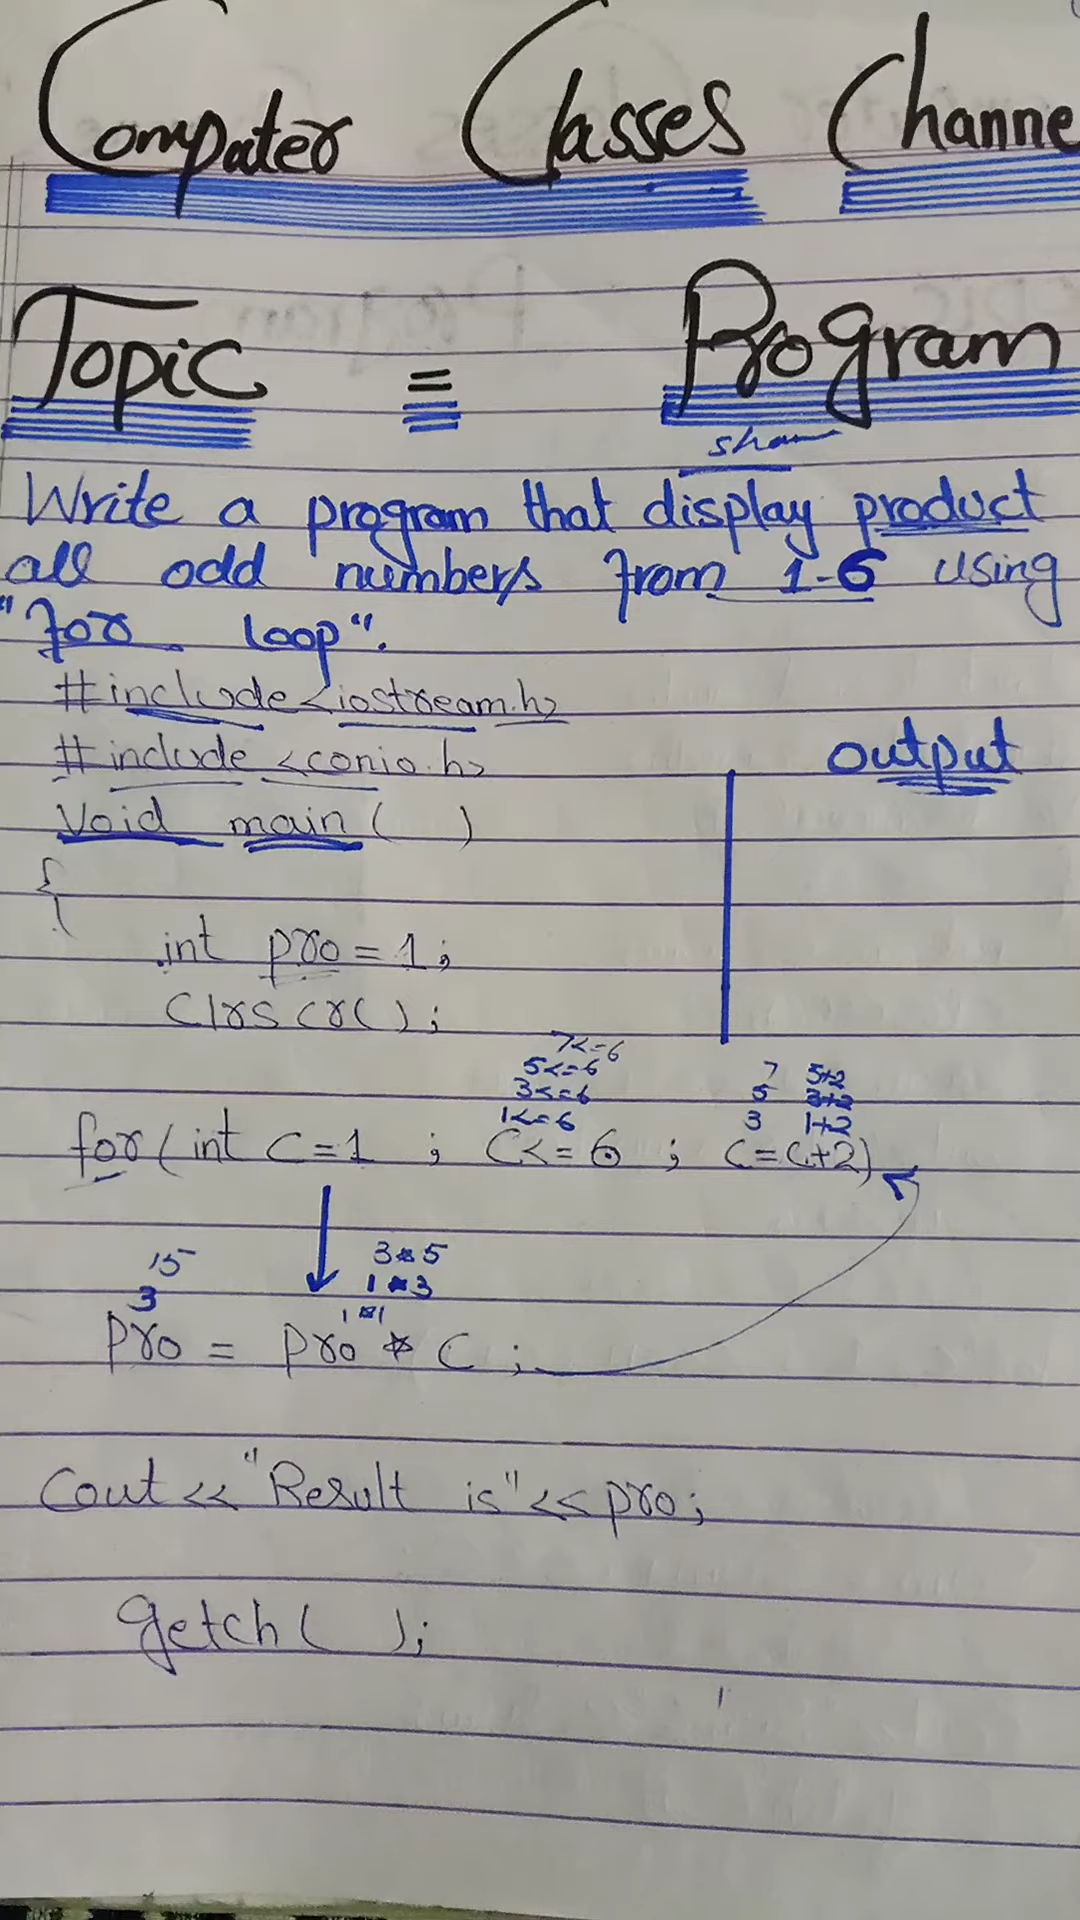 Computer Classes Channe
Topic = Program
Write a program that display product
all odd numbers from 1-6 using
"for loop".
#include<iostream.h>
#include <conio.h>
Void main( )
output
{
int pro=1;
Clrscr();
7<=6
5<=6 7 5+2
3<=6 5 3+2
1<=6 3 1+2
for(int C=1 ; C<=6 ; C=C+2)
15 3*5
3 1*3
1*1
pro = pro * C ;
Cout<<"Result is"<<pro;
getch( );